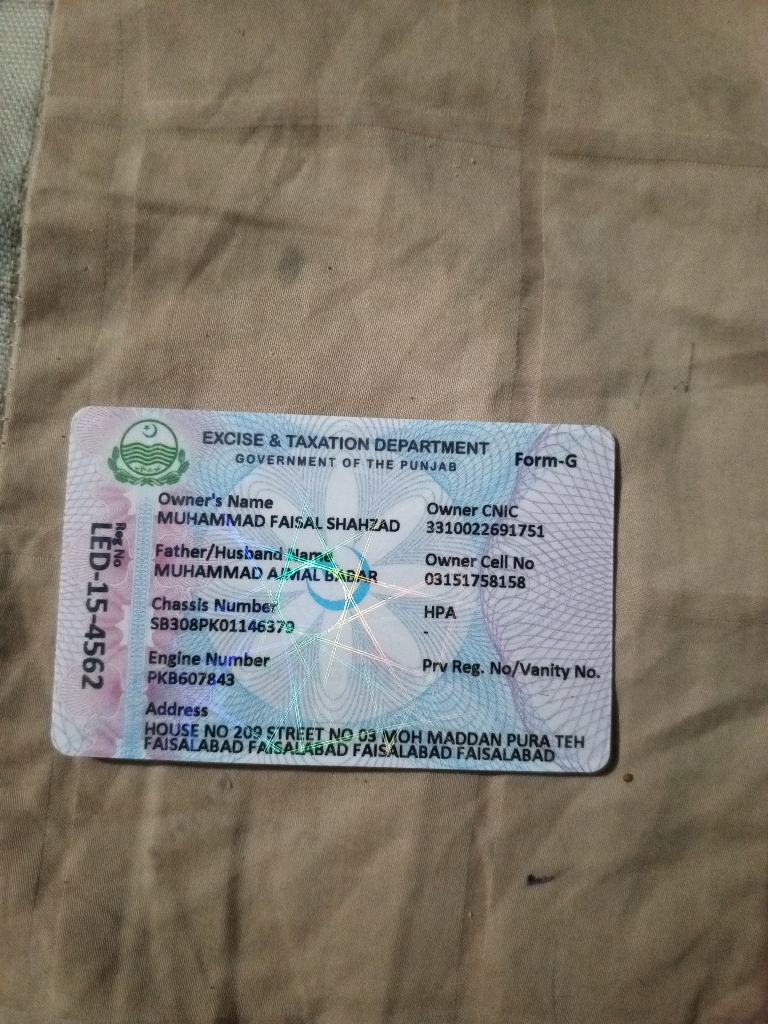 EXCISE & TAXATION DEPARTMENT
GOVERNMENT OF THE PUNJAB
Form-G
Reg No
LED-15-4562
Owner's Name
MUHAMMAD FAISAL SHAHZAD
Owner CNIC
3310022691751
Father/Husband Name
MUHAMMAD AJMAL BABAR
Owner Cell No
03151758158
Chassis Number
SB308PK01146379
HPA
-
Engine Number
PKB607843
Prv Reg. No/Vanity No.
Address
HOUSE NO 209 STREET NO 03 MOH MADDAN PURA TEH
FAISALABAD FAISALABAD FAISALABAD FAISALABAD